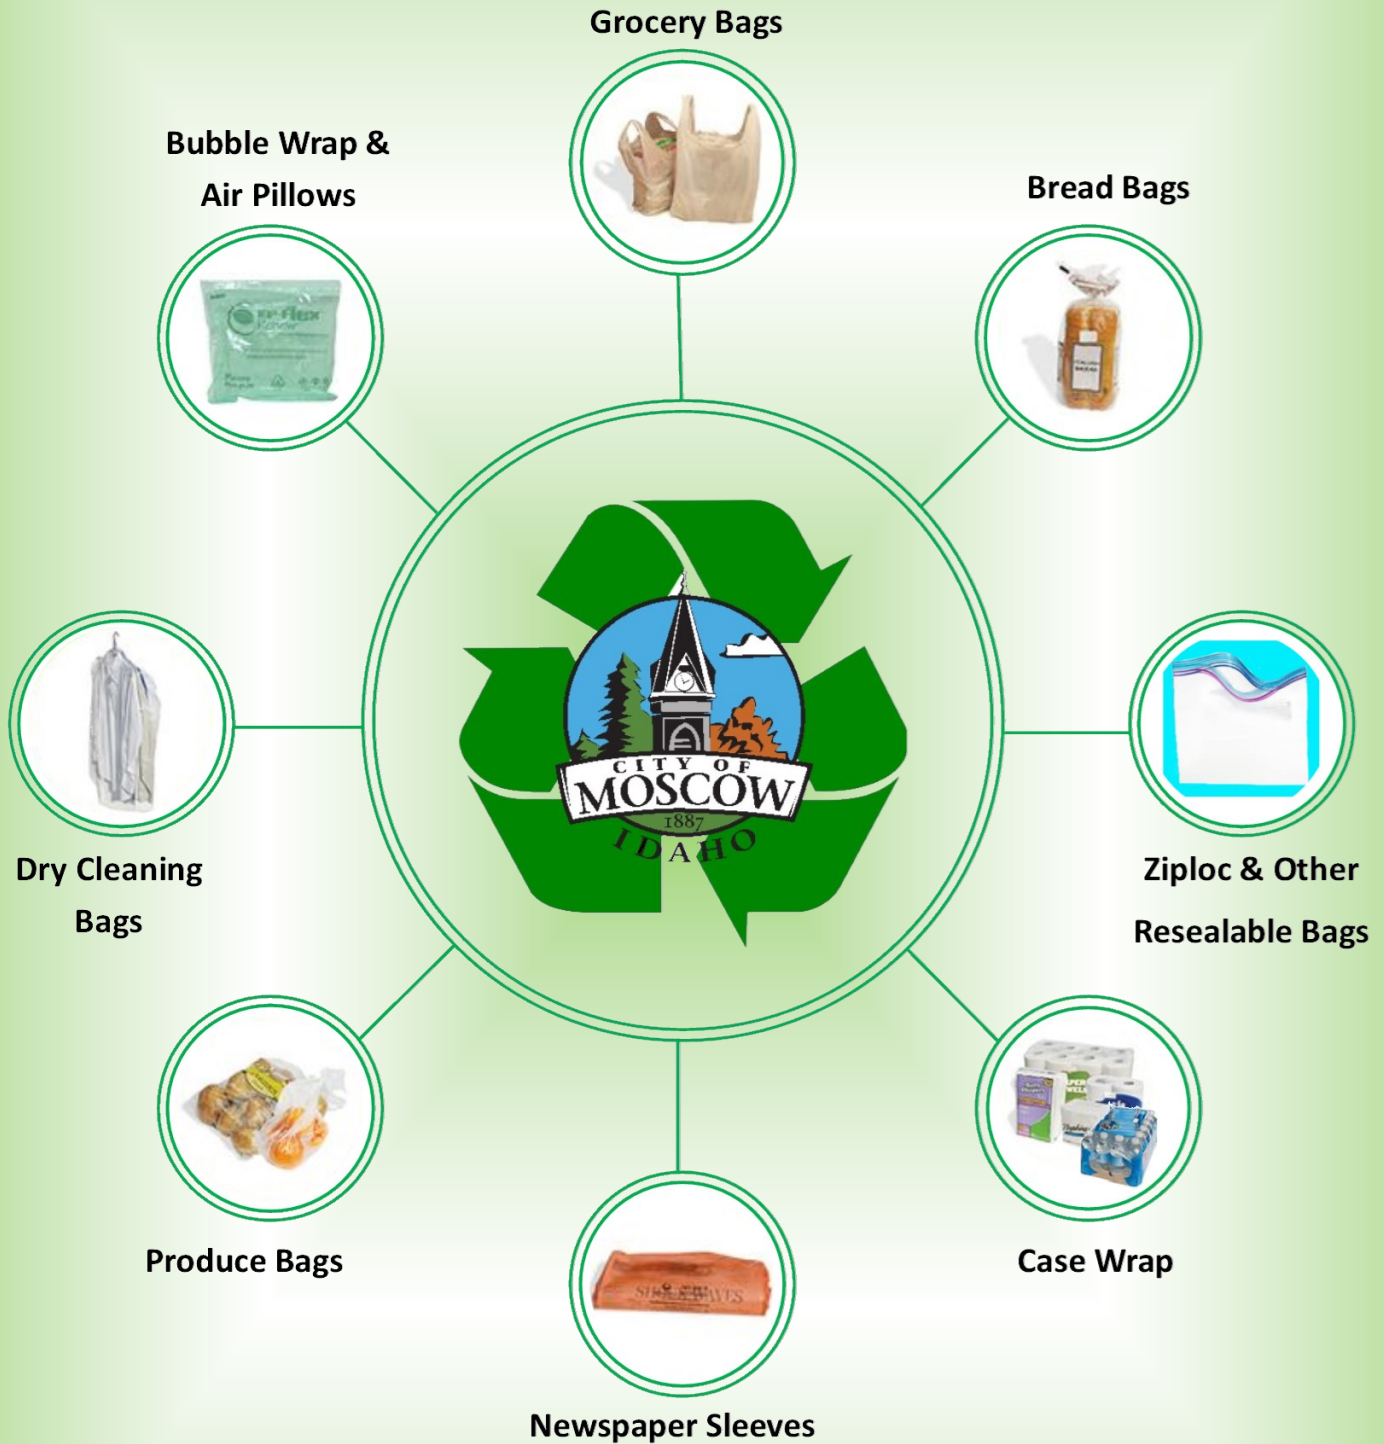 Grocery Bags
Bubble Wrap &
Air Pillows
Bread Bags
CITY OF
MOSCOW
1887
IDAHO
Dry Cleaning
Bags
Ziploc & Other
Resealable Bags
Produce Bags
Case Wrap
Newspaper Sleeves